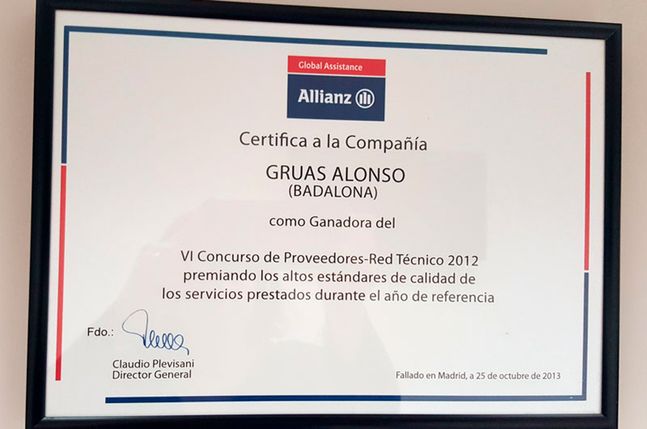 Global Assistance
Allianz
Certifica a la Compañía
GRUAS ALONSO
(BADALONA)
como Ganadora del
VI Concurso de Proveedores-Red Técnico 2012
premiando los altos estándares de calidad de
los servicios prestados durante el año de referencia
Fdo.:
Claudio Plevisani
Director General
Fallado en Madrid, a 25 de octubre de 2013